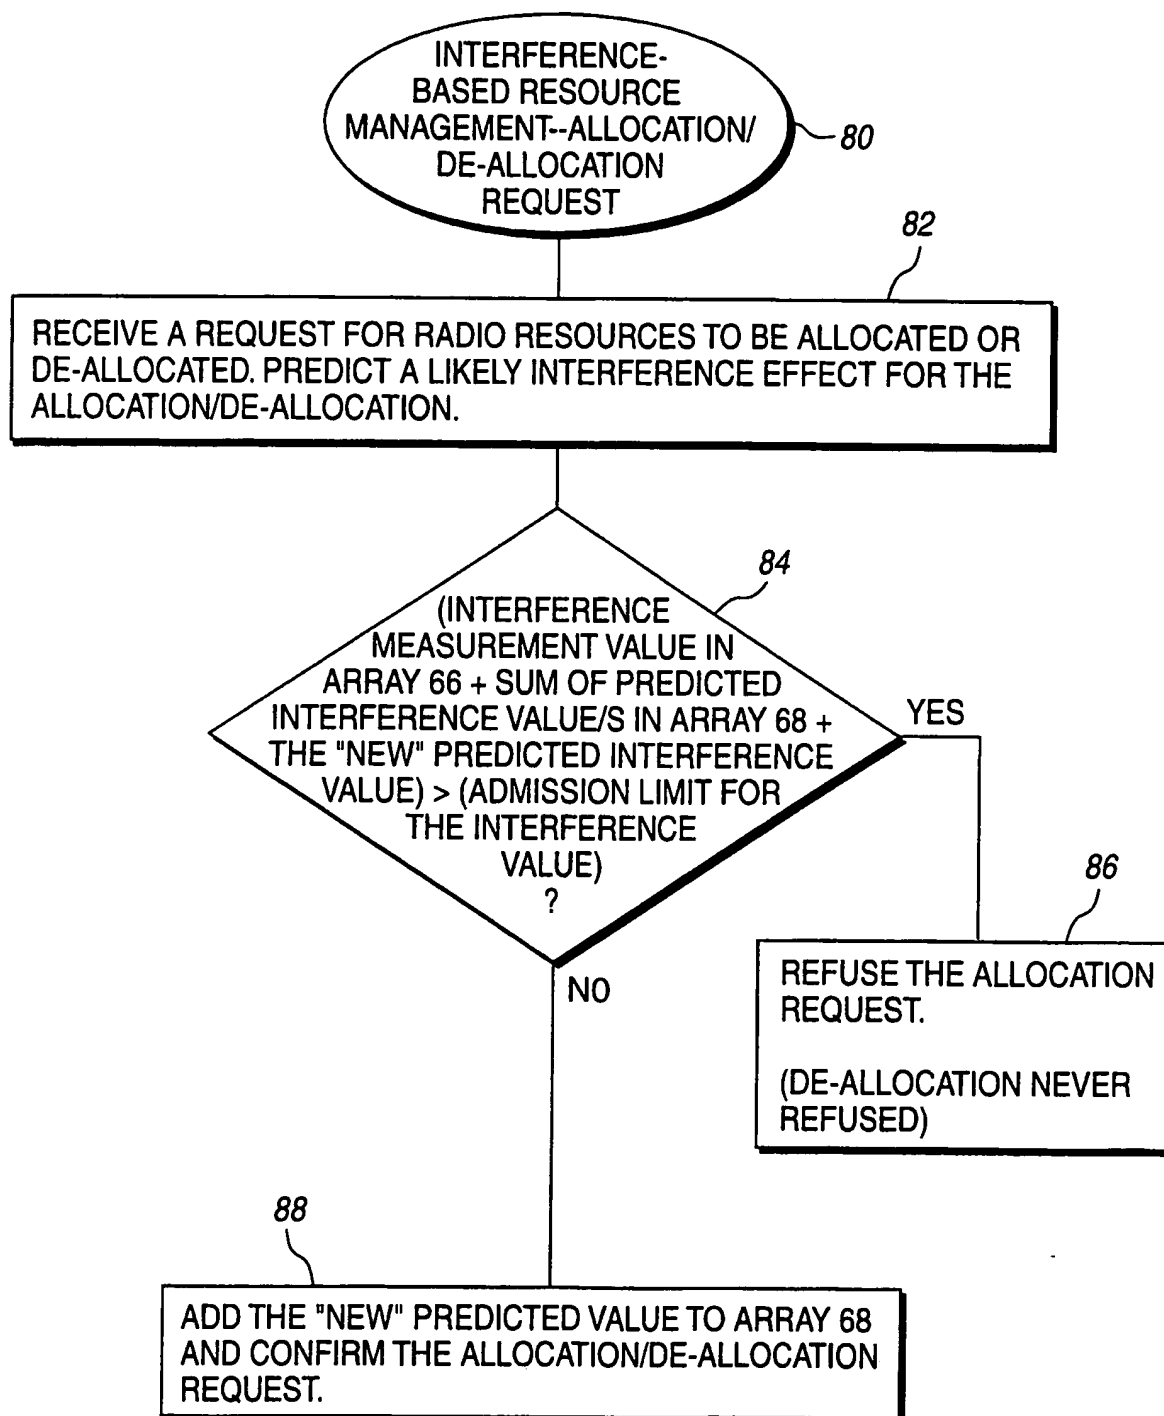 INTERFERENCE-
BASED RESOURCE
MANAGEMENT--ALLOCATION/
DE-ALLOCATION
REQUEST
80
82
RECEIVE A REQUEST FOR RADIO RESOURCES TO BE ALLOCATED OR
DE-ALLOCATED. PREDICT A LIKELY INTERFERENCE EFFECT FOR THE
ALLOCATION/DE-ALLOCATION.
84
(INTERFERENCE
MEASUREMENT VALUE IN
ARRAY 66 + SUM OF PREDICTED
INTERFERENCE VALUE/S IN ARRAY 68 +
THE "NEW" PREDICTED INTERFERENCE
VALUE) > (ADMISSION LIMIT FOR
THE INTERFERENCE
VALUE)
?
YES
NO
86
REFUSE THE ALLOCATION
REQUEST.
(DE-ALLOCATION NEVER
REFUSED)
88
ADD THE "NEW" PREDICTED VALUE TO ARRAY 68
AND CONFIRM THE ALLOCATION/DE-ALLOCATION
REQUEST.